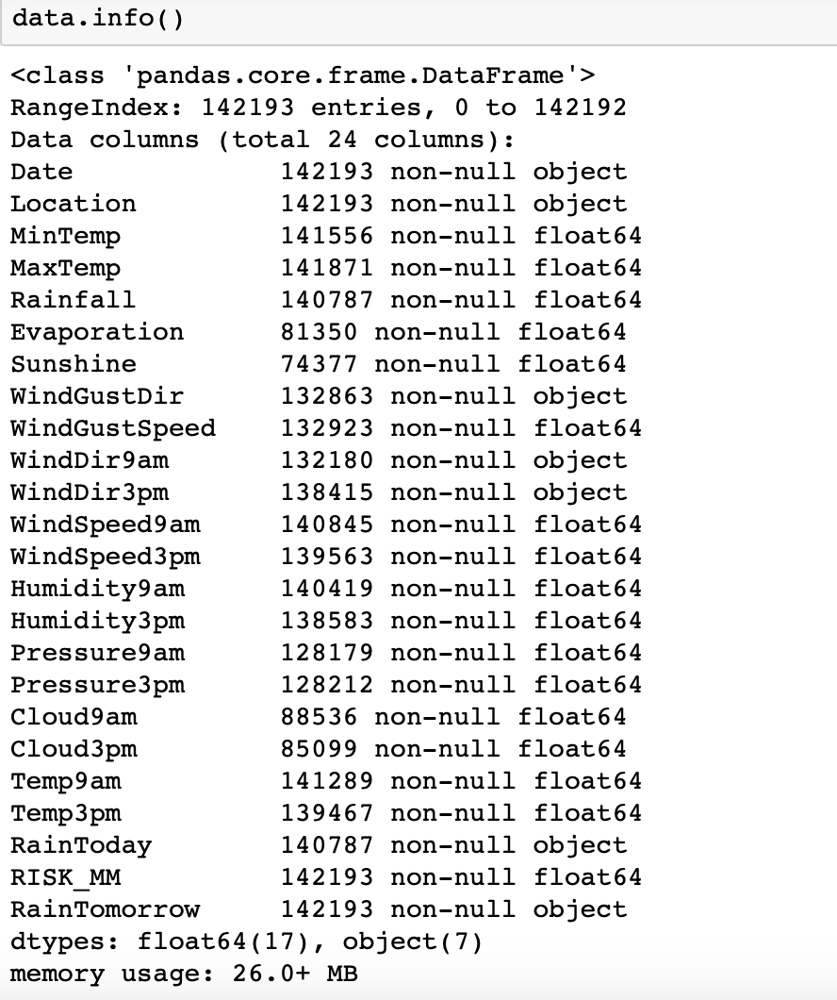 data.info()
<class 'pandas.core.frame.DataFrame'>
RangeIndex: 142193 entries, 0 to 142192
Data columns (total 24 columns):
Date             142193 non-null object
Location         142193 non-null object
MinTemp          141556 non-null float64
MaxTemp          141871 non-null float64
Rainfall         140787 non-null float64
Evaporation      81350 non-null float64
Sunshine         74377 non-null float64
WindGustDir      132863 non-null object
WindGustSpeed    132923 non-null float64
WindDir9am       132180 non-null object
WindDir3pm       138415 non-null object
WindSpeed9am     140845 non-null float64
WindSpeed3pm     139563 non-null float64
Humidity9am      140419 non-null float64
Humidity3pm      138583 non-null float64
Pressure9am      128179 non-null float64
Pressure3pm      128212 non-null float64
Cloud9am         88536 non-null float64
Cloud3pm         85099 non-null float64
Temp9am          141289 non-null float64
Temp3pm          139467 non-null float64
RainToday        140787 non-null object
RISK_MM          142193 non-null float64
RainTomorrow     142193 non-null object
dtypes: float64(17), object(7)
memory usage: 26.0+ MB